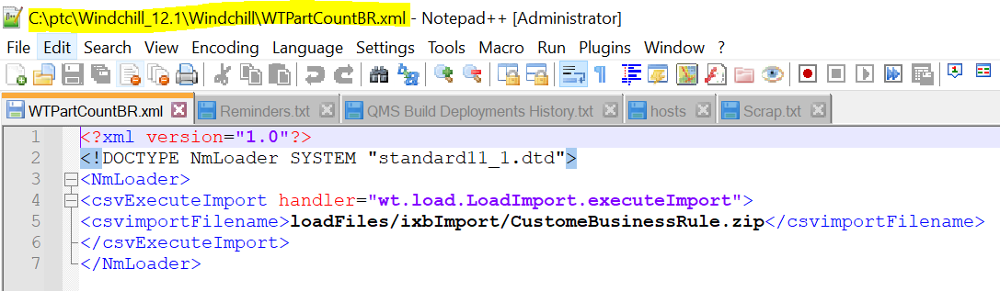 C:\ptc\Windchill_12.1\Windchill\WTPartCountBR.xml - Notepad++ [Administrator]
File Edit Search View Encoding Language Settings Tools Macro Run Plugins Window ?
WTPartCountBR.xml Reminders.txt QMS Build Deployments History.txt hosts Scrap.txt
1 <?xml version="1.0"?>
2 <!DOCTYPE NmLoader SYSTEM "standard11_1.dtd">
3 <NmLoader>
4 <csvExecuteImport handler="wt.load.LoadImport.executeImport">
5 <csvimportFilename>loadFiles/ixbImport/CustomeBusinessRule.zip</csvimportFilename>
6 </csvExecuteImport>
7 </NmLoader>